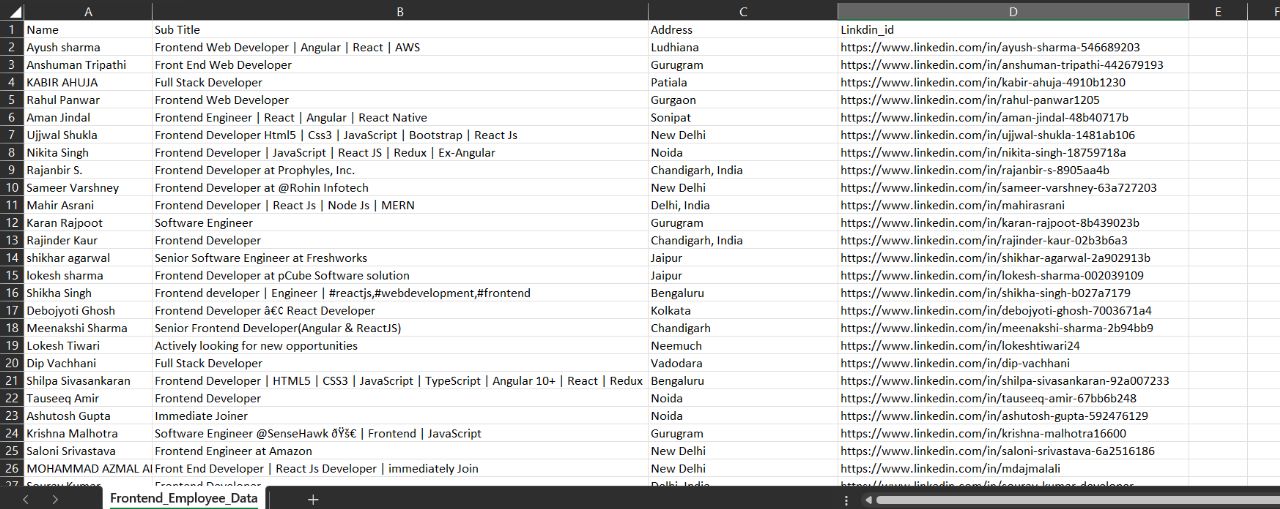 A B C D E F
1 Name Sub Title Address Linkdin_id
2 Ayush sharma Frontend Web Developer | Angular | React | AWS Ludhiana https://www.linkedin.com/in/ayush-sharma-546689203
3 Anshuman Tripathi Front End Web Developer Gurugram https://www.linkedin.com/in/anshuman-tripathi-442679193
4 KABIR AHUJA Full Stack Developer Patiala https://www.linkedin.com/in/kabir-ahuja-4910b1230
5 Rahul Panwar Frontend Web Developer Gurgaon https://www.linkedin.com/in/rahul-panwar1205
6 Aman Jindal Frontend Engineer | React | Angular | React Native Sonipat https://www.linkedin.com/in/aman-jindal-48b40717b
7 Ujjwal Shukla Frontend Developer Html5 | Css3 | JavaScript | Bootstrap | React Js New Delhi https://www.linkedin.com/in/ujjwal-shukla-1481ab106
8 Nikita Singh Frontend Developer | JavaScript | React JS | Redux | Ex-Angular Noida https://www.linkedin.com/in/nikita-singh-18759718a
9 Rajanbir S. Frontend Developer at Prophyles, Inc. Chandigarh, India https://www.linkedin.com/in/rajanbir-s-8905aa4b
10 Sameer Varshney Frontend Developer at @Rohin Infotech New Delhi https://www.linkedin.com/in/sameer-varshney-63a727203
11 Mahir Asrani Frontend Developer | React Js | Node Js | MERN Delhi, India https://www.linkedin.com/in/mahirasrani
12 Karan Rajpoot Software Engineer Gurugram https://www.linkedin.com/in/karan-rajpoot-8b439023b
13 Rajinder Kaur Frontend Developer Chandigarh, India https://www.linkedin.com/in/rajinder-kaur-02b3b6a3
14 shikhar agarwal Senior Software Engineer at Freshworks Jaipur https://www.linkedin.com/in/shikhar-agarwal-2a902913b
15 lokesh sharma Frontend Developer at pCube Software solution Jaipur https://www.linkedin.com/in/lokesh-sharma-002039109
16 Shikha Singh Frontend developer | Engineer | #reactjs,#webdevelopment,#frontend Bengaluru https://www.linkedin.com/in/shikha-singh-b027a7179
17 Debojyoti Ghosh Frontend Developer â€¢ React Developer Kolkata https://www.linkedin.com/in/debojyoti-ghosh-7003671a4
18 Meenakshi Sharma Senior Frontend Developer(Angular & ReactJS) Chandigarh https://www.linkedin.com/in/meenakshi-sharma-2b94bb9
19 Lokesh Tiwari Actively looking for new opportunities Neemuch https://www.linkedin.com/in/lokeshtiwari24
20 Dip Vachhani Full Stack Developer Vadodara https://www.linkedin.com/in/dip-vachhani
21 Shilpa Sivasankaran Frontend Developer | HTML5 | CSS3 | JavaScript | TypeScript | Angular 10+ | React | Redux Bengaluru https://www.linkedin.com/in/shilpa-sivasankaran-92a007233
22 Tauseeq Amir Frontend Developer Noida https://www.linkedin.com/in/tauseeq-amir-67bb6b248
23 Ashutosh Gupta Immediate Joiner Noida https://www.linkedin.com/in/ashutosh-gupta-592476129
24 Krishna Malhotra Software Engineer @SenseHawk ðŸš€ | Frontend | JavaScript Gurugram https://www.linkedin.com/in/krishna-malhotra16600
25 Saloni Srivastava Frontend Engineer at Amazon New Delhi https://www.linkedin.com/in/saloni-srivastava-6a2516186
26 MOHAMMAD AZMAL Al Front End Developer | React Js Developer | immediately Join New Delhi https://www.linkedin.com/in/mdajmalali
27 Sourav Kumar Frontend Developer Delhi, India https://www.linkedin.com/in/sourav-kumar-developer
Frontend_Employee_Data